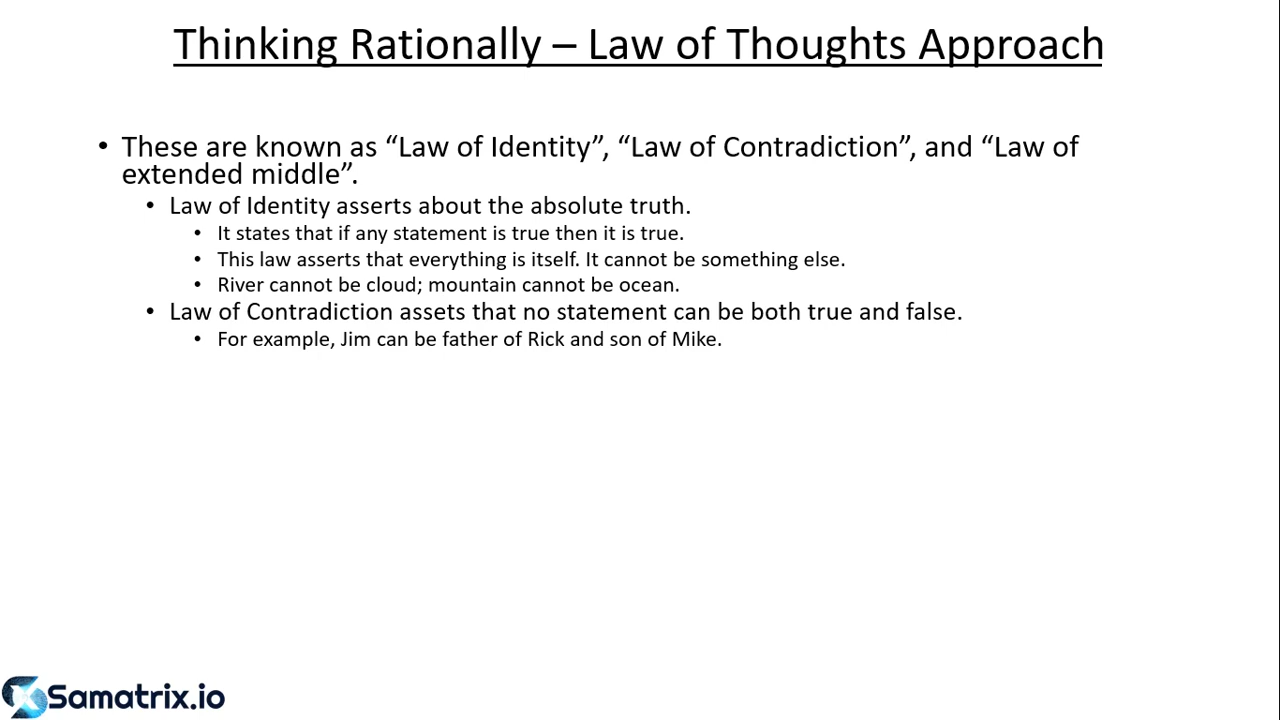 Thinking Rationally – Law of Thoughts Approach
• These are known as “Law of Identity”, “Law of Contradiction”, and “Law of
extended middle”.
• Law of Identity asserts about the absolute truth.
• It states that if any statement is true then it is true.
• This law asserts that everything is itself. It cannot be something else.
• River cannot be cloud; mountain cannot be ocean.
• Law of Contradiction assets that no statement can be both true and false.
• For example, Jim can be father of Rick and son of Mike.
Samatrix.io